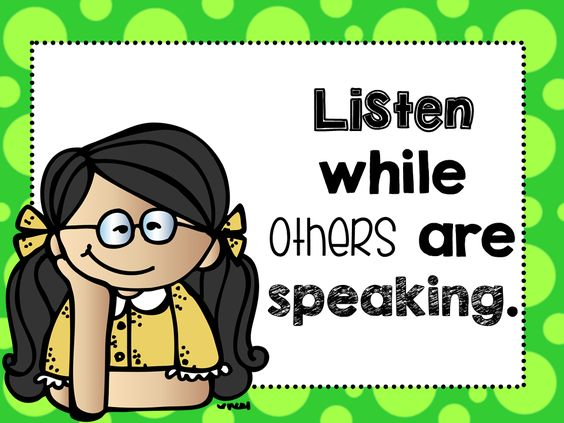 Listen
while
others are
speaking.